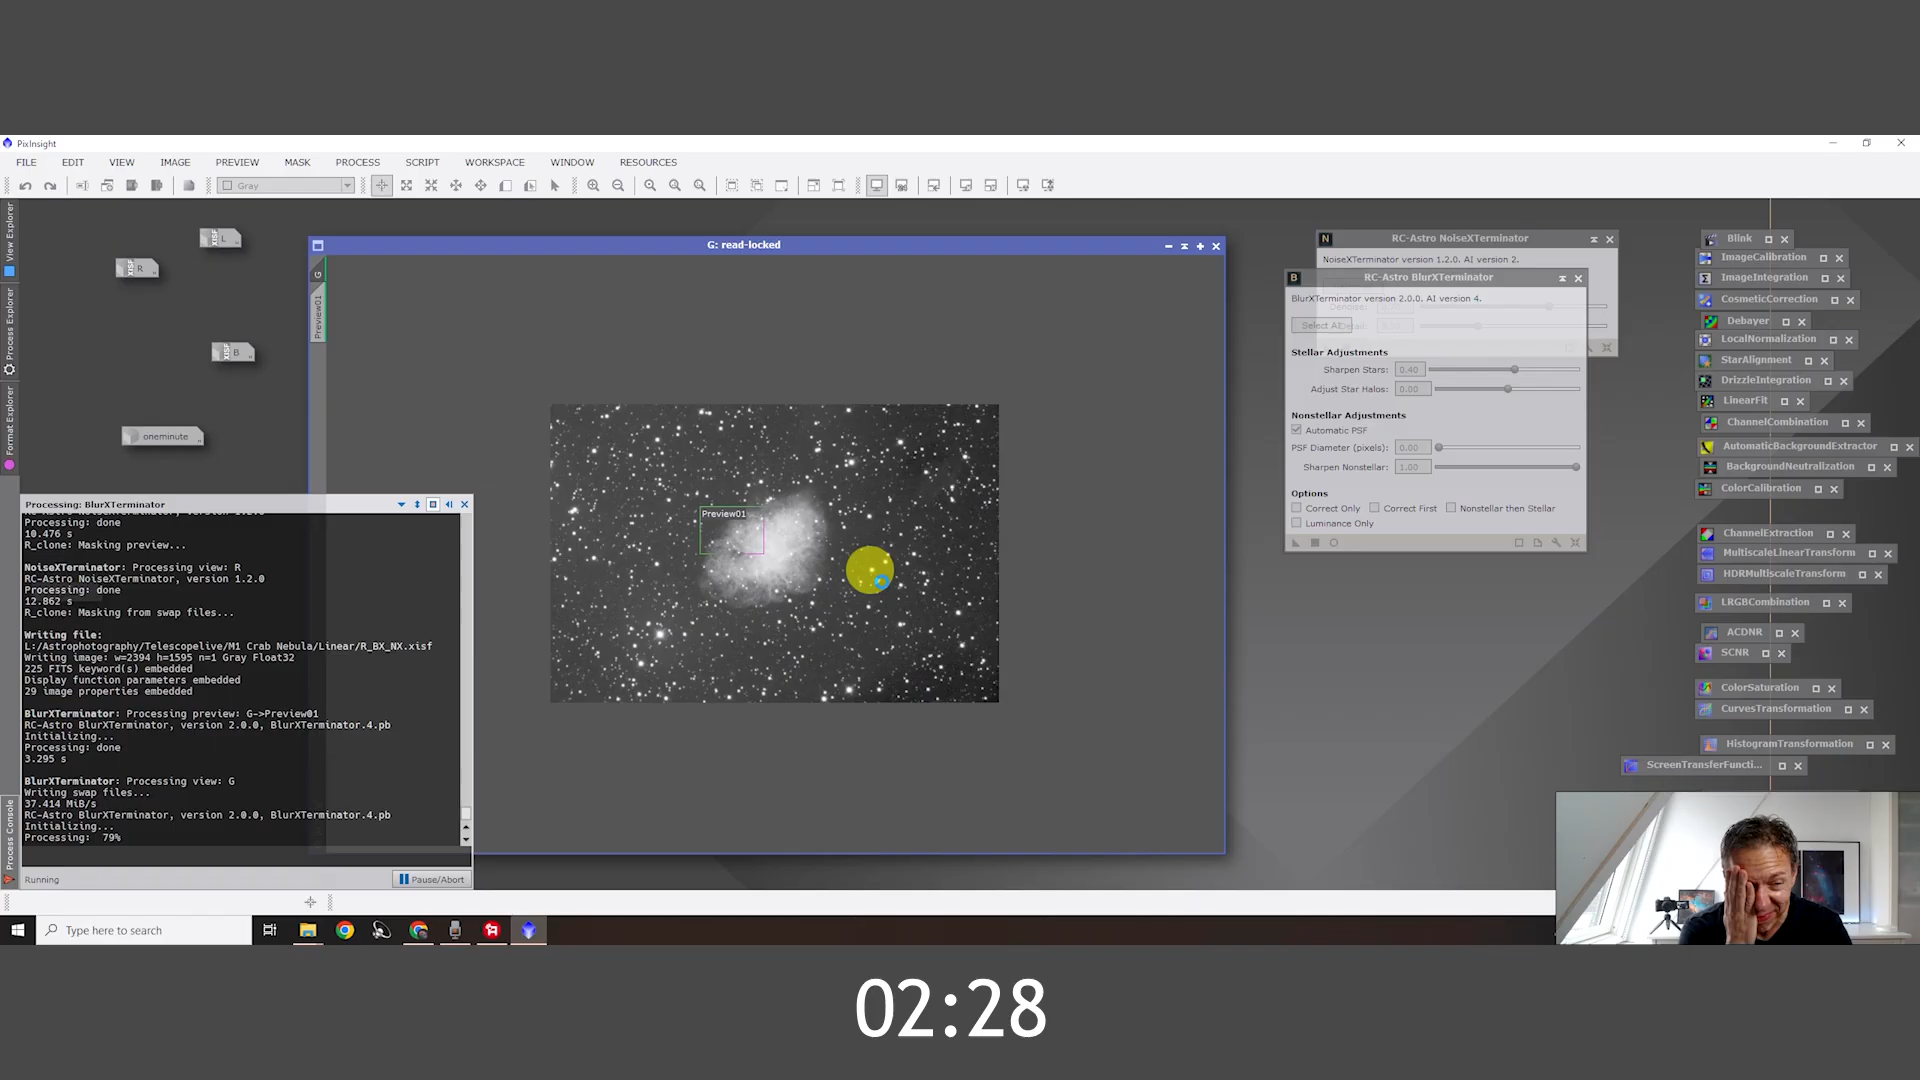 PixInsight
FILE EDIT VIEW IMAGE PREVIEW MASK PROCESS SCRIPT WORKSPACE WINDOW RESOURCES
Gray
View Explorer
Process Explorer
Format Explorer
Process Console
XISF L
XISF R
XISF B
oneminute
G: read-locked
G
Preview01
Preview01
Processing: BlurXTerminator
Processing: done
10.476 s
R_clone: Masking preview...
NoiseXTerminator: Processing view: R
RC-Astro NoiseXTerminator, version 1.2.0
Processing: done
12.862 s
R_clone: Masking from swap files...
Writing file:
L:/Astrophotography/Telescopelive/M1 Crab Nebula/Linear/R_BX_NX.xisf
Writing image: w=2394 h=1595 n=1 Gray Float32
225 FITS keyword(s) embedded
Display function parameters embedded
29 image properties embedded
BlurXTerminator: Processing preview: G->Preview01
RC-Astro BlurXTerminator, version 2.0.0, BlurXTerminator.4.pb
Initializing...
Processing: done
3.295 s
BlurXTerminator: Processing view: G
Writing swap files...
37.414 MiB/s
RC-Astro BlurXTerminator, version 2.0.0, BlurXTerminator.4.pb
Initializing...
Processing: 79%
Running
Pause/Abort
N RC-Astro NoiseXTerminator
NoiseXTerminator version 1.2.0. AI version 2.
B RC-Astro BlurXTerminator
BlurXTerminator version 2.0.0. AI version 4.
Select AI
Stellar Adjustments
Sharpen Stars: 0.40
Adjust Star Halos: 0.00
Nonstellar Adjustments
Automatic PSF
PSF Diameter (pixels): 0.00
Sharpen Nonstellar: 1.00
Options
Correct Only Correct First Nonstellar then Stellar
Luminance Only
Blink
ImageCalibration
ImageIntegration
CosmeticCorrection
Debayer
LocalNormalization
StarAlignment
DrizzleIntegration
LinearFit
ChannelCombination
AutomaticBackgroundExtractor
BackgroundNeutralization
ColorCalibration
ChannelExtraction
MultiscaleLinearTransform
HDRMultiscaleTransform
LRGBCombination
ACDNR
SCNR
ColorSaturation
CurvesTransformation
HistogramTransformation
ScreenTransferFuncti...
Type here to search
02:28